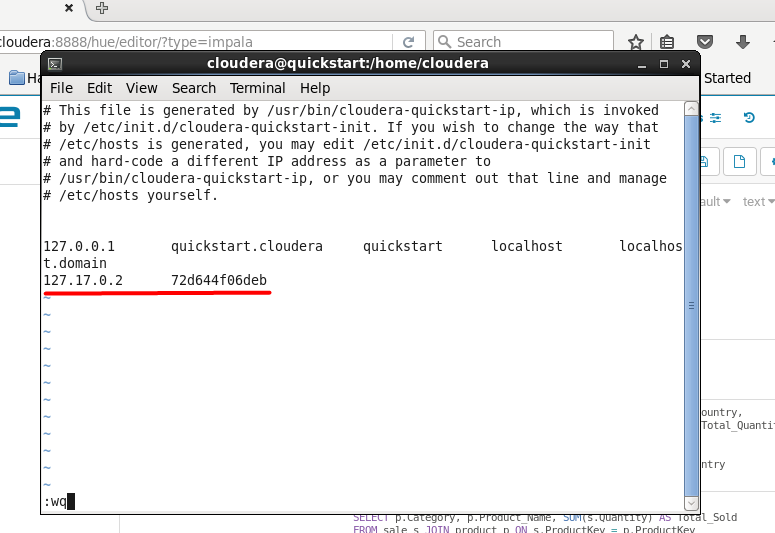 cloudera:8888/hue/editor/?type=impala
Search
Started
cloudera@quickstart:/home/cloudera
File Edit View Search Terminal Help
# This file is generated by /usr/bin/cloudera-quickstart-ip, which is invoked
# by /etc/init.d/cloudera-quickstart-init. If you wish to change the way that
# /etc/hosts is generated, you may edit /etc/init.d/cloudera-quickstart-init
# and hard-code a different IP address as a parameter to
# /usr/bin/cloudera-quickstart-ip, or you may comment out that line and manage
# /etc/hosts yourself.
127.0.0.1 quickstart.cloudera quickstart localhost localhos
t.domain
127.17.0.2 72d644f06deb
~
~
~
~
~
~
~
~
~
~
~
~
:wq
ault text
ountry,
Total_Quanti
ntry
SELECT p.Category, p.Product_Name, SUM(s.Quantity) AS Total_Sold
FROM sale s JOIN product p ON s.ProductKey = p.ProductKey